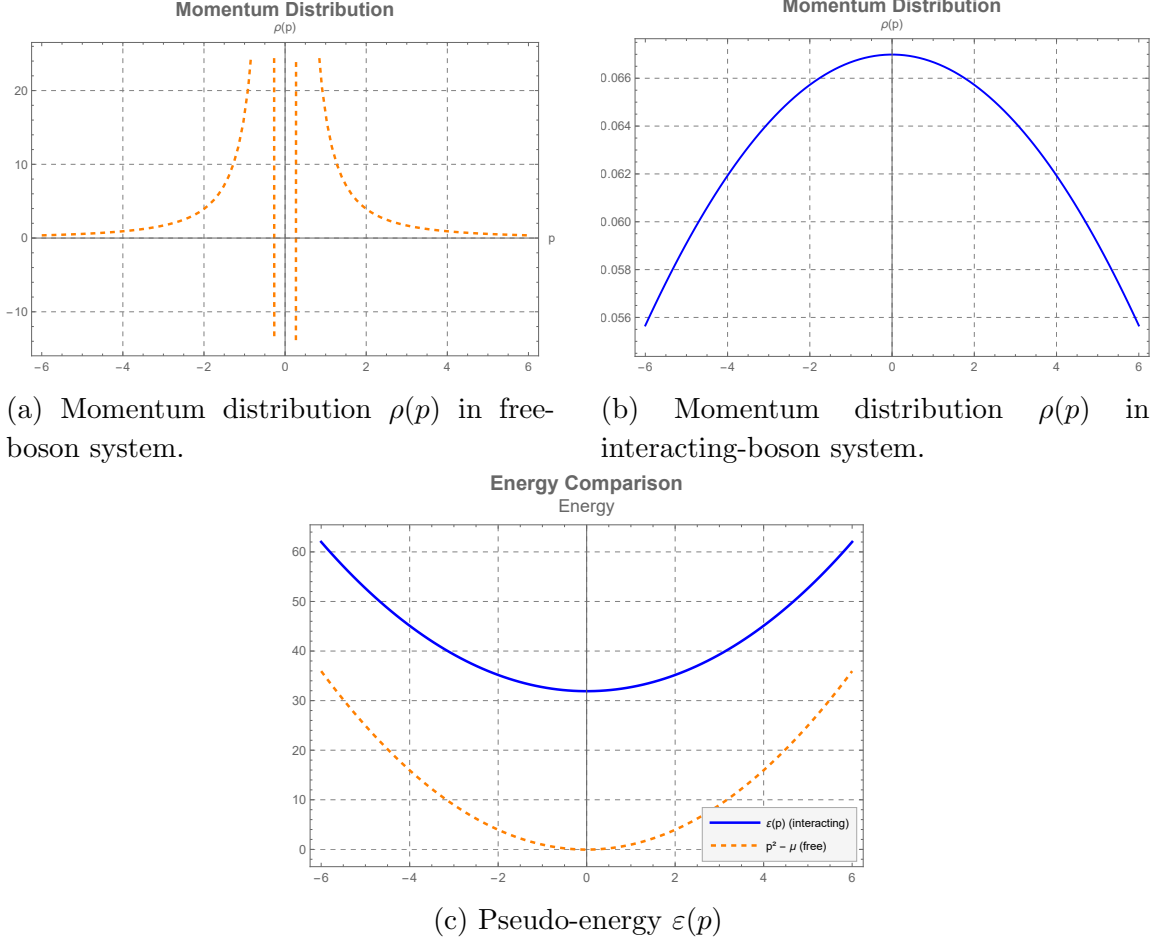 Momentum Distribution
ρ(p)
20
10
0
−10
−6 −4 −2 0 2 4 6
p
(a) Momentum distribution ρ(p) in free-
boson system.
Momentum Distribution
ρ(p)
0.066
0.064
0.062
0.060
0.058
0.056
−6 −4 −2 0 2 4 6
(b) Momentum distribution ρ(p) in
interacting-boson system.
Energy Comparison
Energy
60
50
40
30
20
10
0
−6 −4 −2 0 2 4 6
ε(p) (interacting)
p² − μ (free)
(c) Pseudo-energy ε(p)